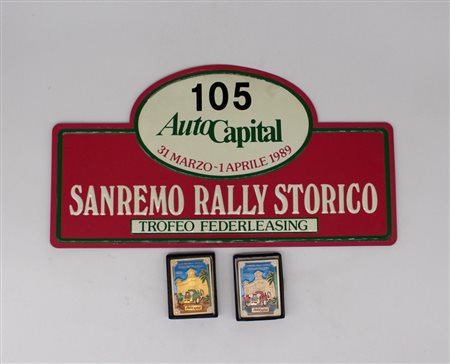 105
AutoCapital
31 MARZO - 1 APRILE 1989
SANREMO RALLY STORICO
TROFEO FEDERLEASING